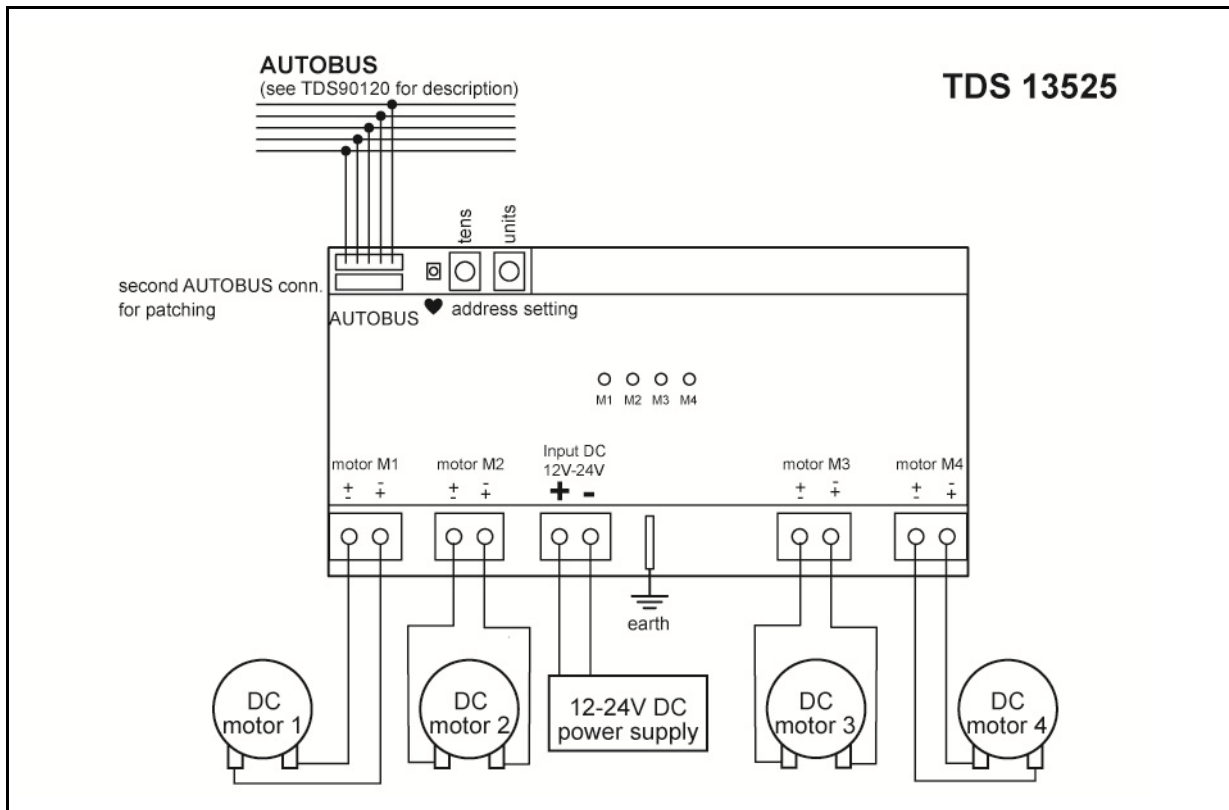 AUTOBUS
(see TDS90120 for description)
TDS 13525
tens
units
second AUTOBUS conn.
for patching
AUTOBUS
♥ address setting
M1 M2 M3 M4
motor M1
+ -
- +
motor M2
+ -
- +
Input DC
12V-24V
+ -
motor M3
+ -
- +
motor M4
+ -
- +
earth
DC
motor 1
DC
motor 2
12-24V DC
power supply
DC
motor 3
DC
motor 4